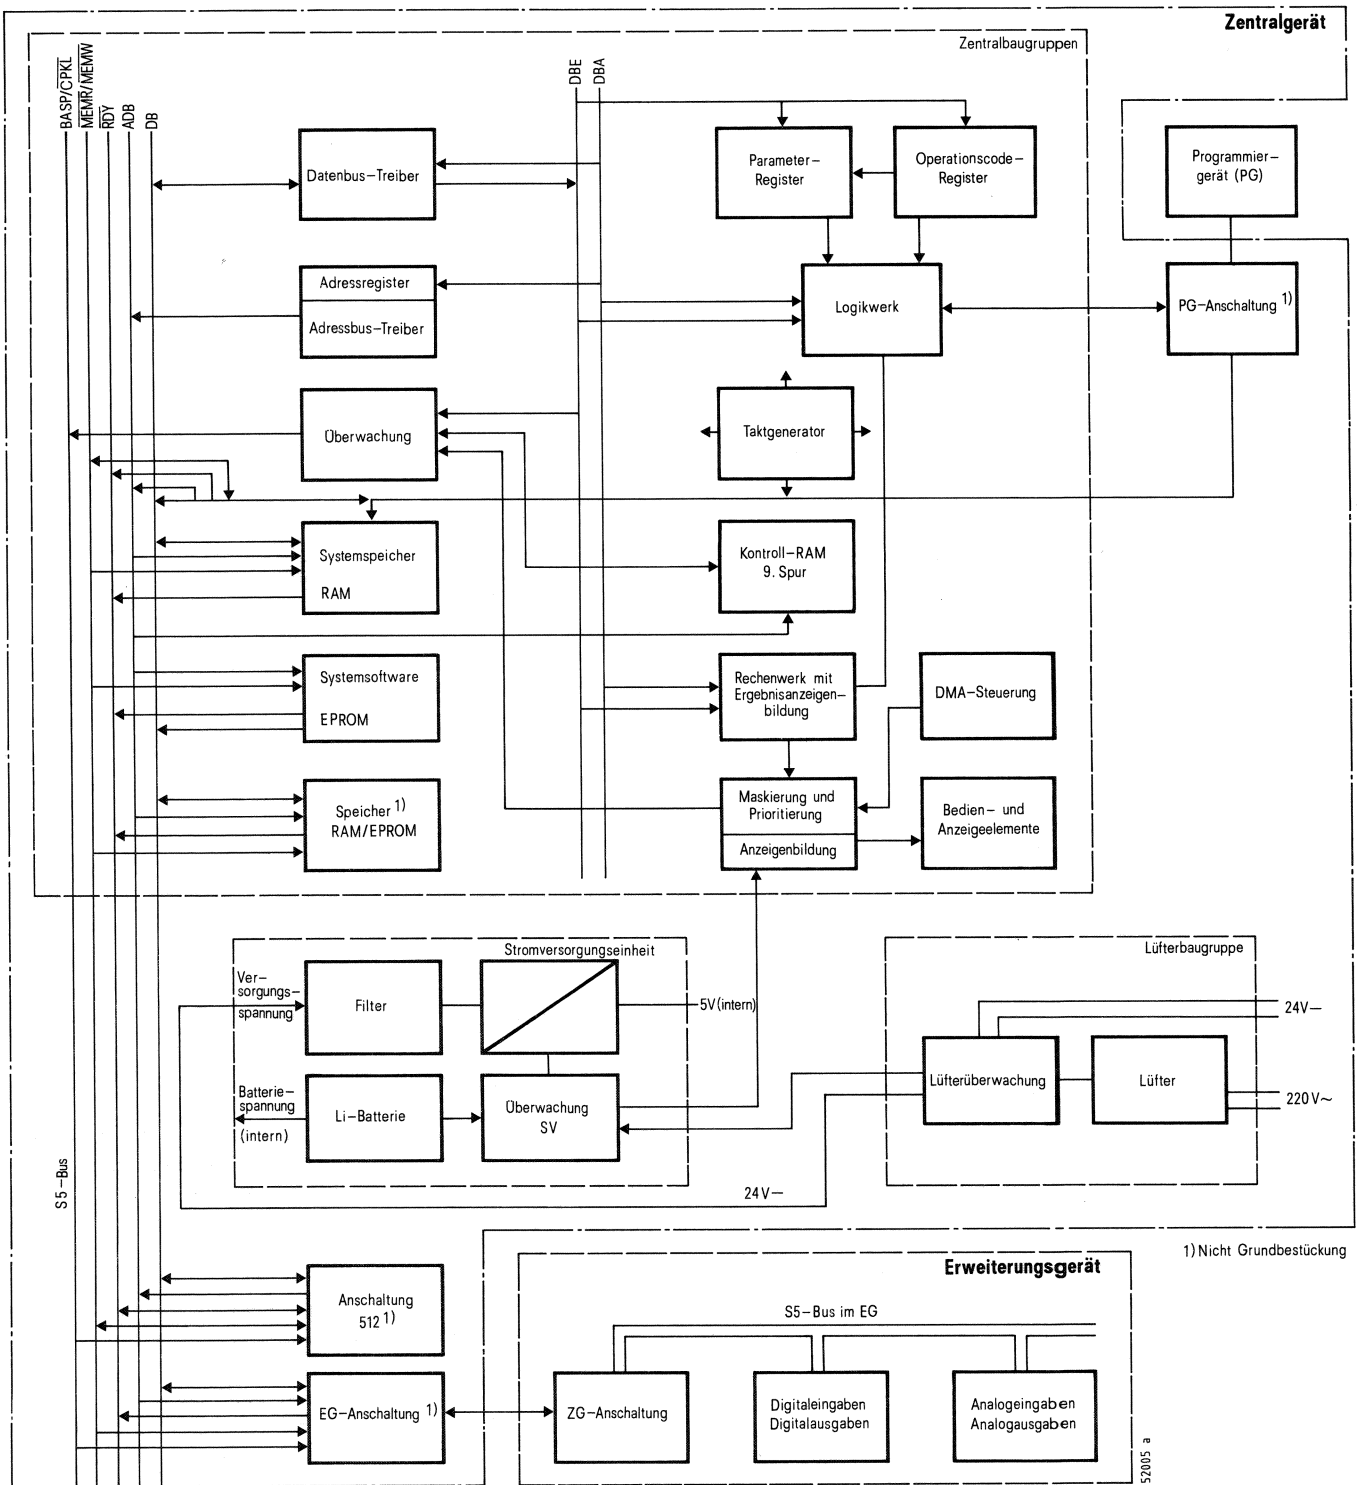 Zentralgerät
Zentralbaugruppen
BASP/CPKL
MEMR/MEMW
RDY
ADB
DB
DBE
DBA
Datenbus-Treiber
Parameter-
Register
Operationscode-
Register
Programmier-
gerät (PG)
Adressregister
Adressbus-Treiber
Logikwerk
PG-Anschaltung 1)
Überwachung
Taktgenerator
Systemspeicher
RAM
Kontroll-RAM
9. Spur
Systemsoftware
EPROM
Rechenwerk mit
Ergebnisanzeigen-
bildung
DMA-Steuerung
Speicher 1)
RAM/EPROM
Maskierung und
Prioritierung
Anzeigenbildung
Bedien- und
Anzeigeelemente
Stromversorgungseinheit
Ver-
sorgungs-
spannung
Filter
5V (intern)
Batterie-
spannung
(intern)
Li-Batterie
Überwachung
SV
Lüfterbaugruppe
24V—
Lüfterüberwachung
Lüfter
220V~
24V—
S5-Bus
1) Nicht Grundbestückung
Anschaltung
512 1)
EG-Anschaltung 1)
Erweiterungsgerät
S5-Bus im EG
ZG-Anschaltung
Digitaleingaben
Digitalausgaben
Analogeingaben
Analogausgaben
52005 a